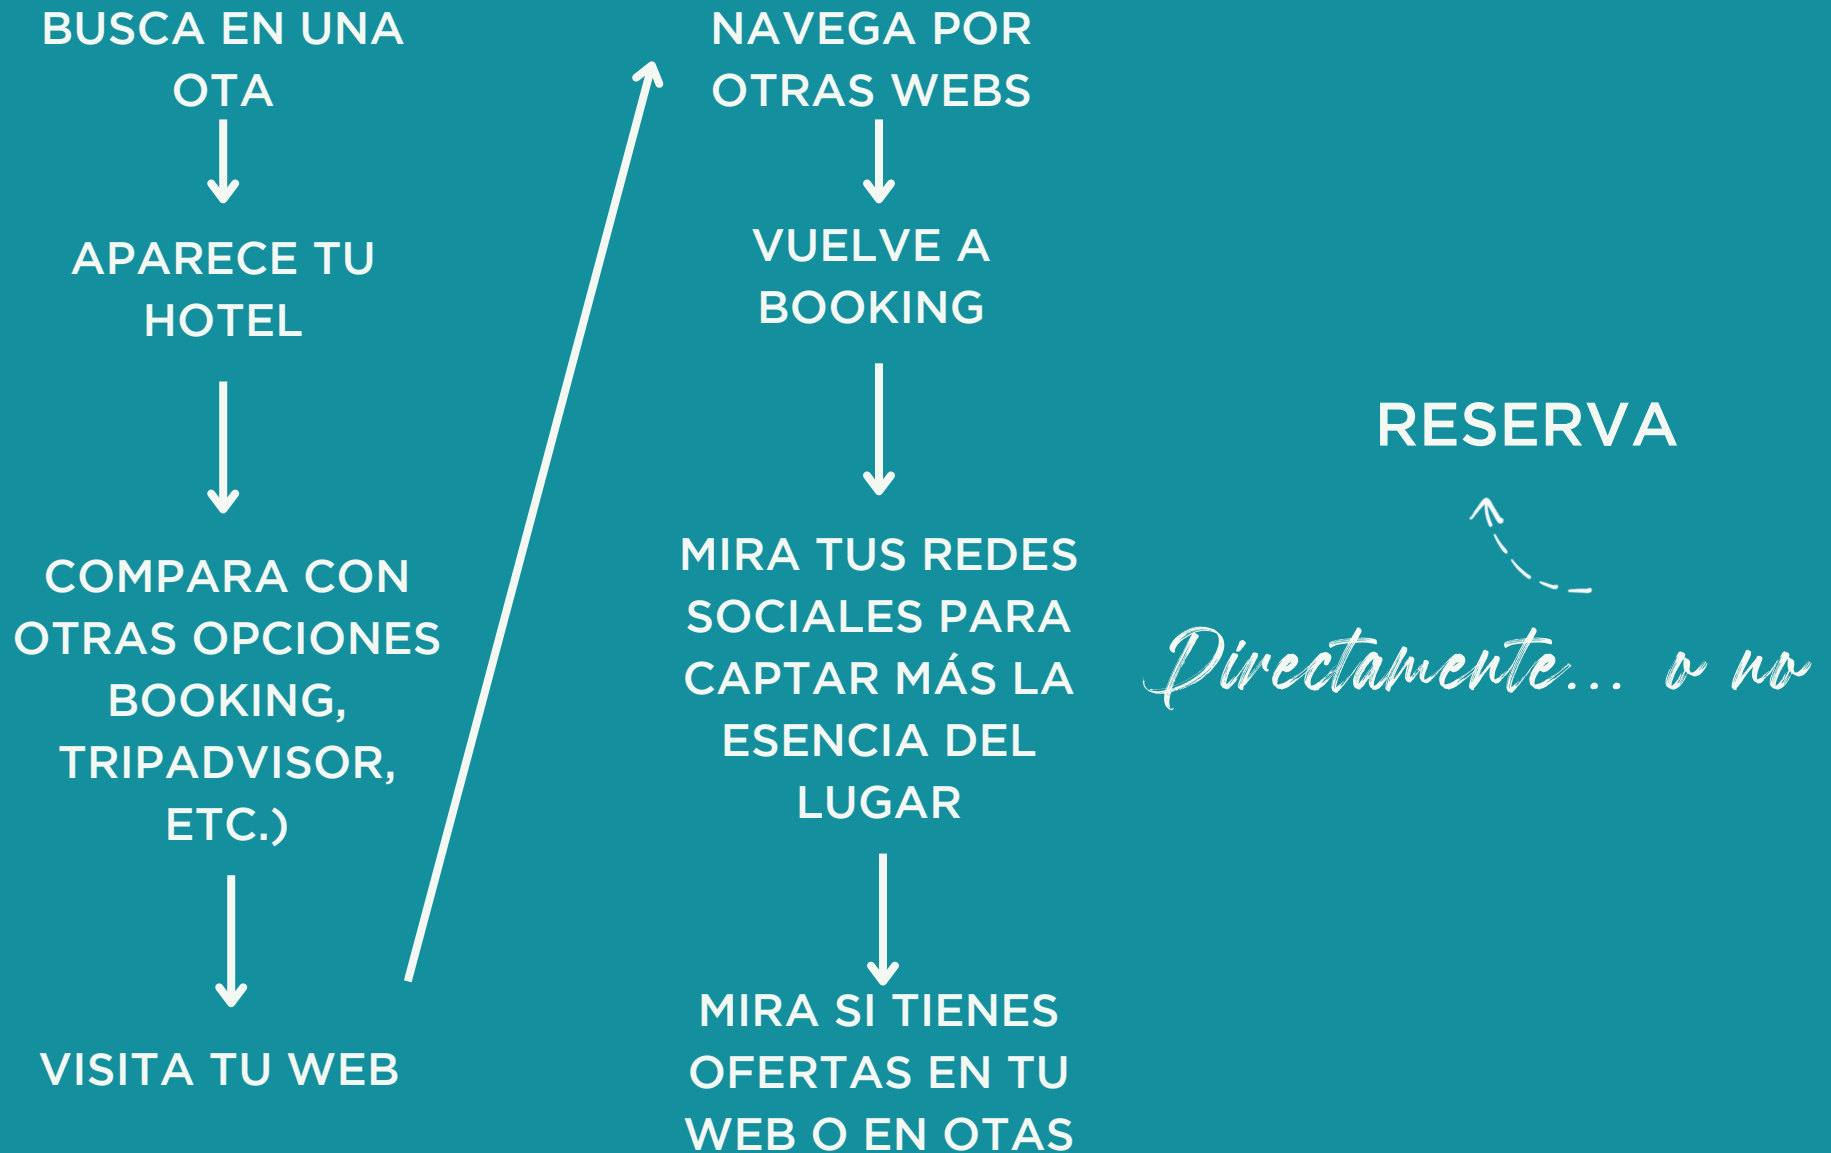 BUSCA EN UNA
OTA
APARECE TU
HOTEL
COMPARA CON
OTRAS OPCIONES
BOOKING,
TRIPADVISOR,
ETC.)
VISITA TU WEB
NAVEGA POR
OTRAS WEBS
VUELVE A
BOOKING
MIRA TUS REDES
SOCIALES PARA
CAPTAR MÁS LA
ESENCIA DEL
LUGAR
MIRA SI TIENES
OFERTAS EN TU
WEB O EN OTAS
RESERVA
Directamente... o no